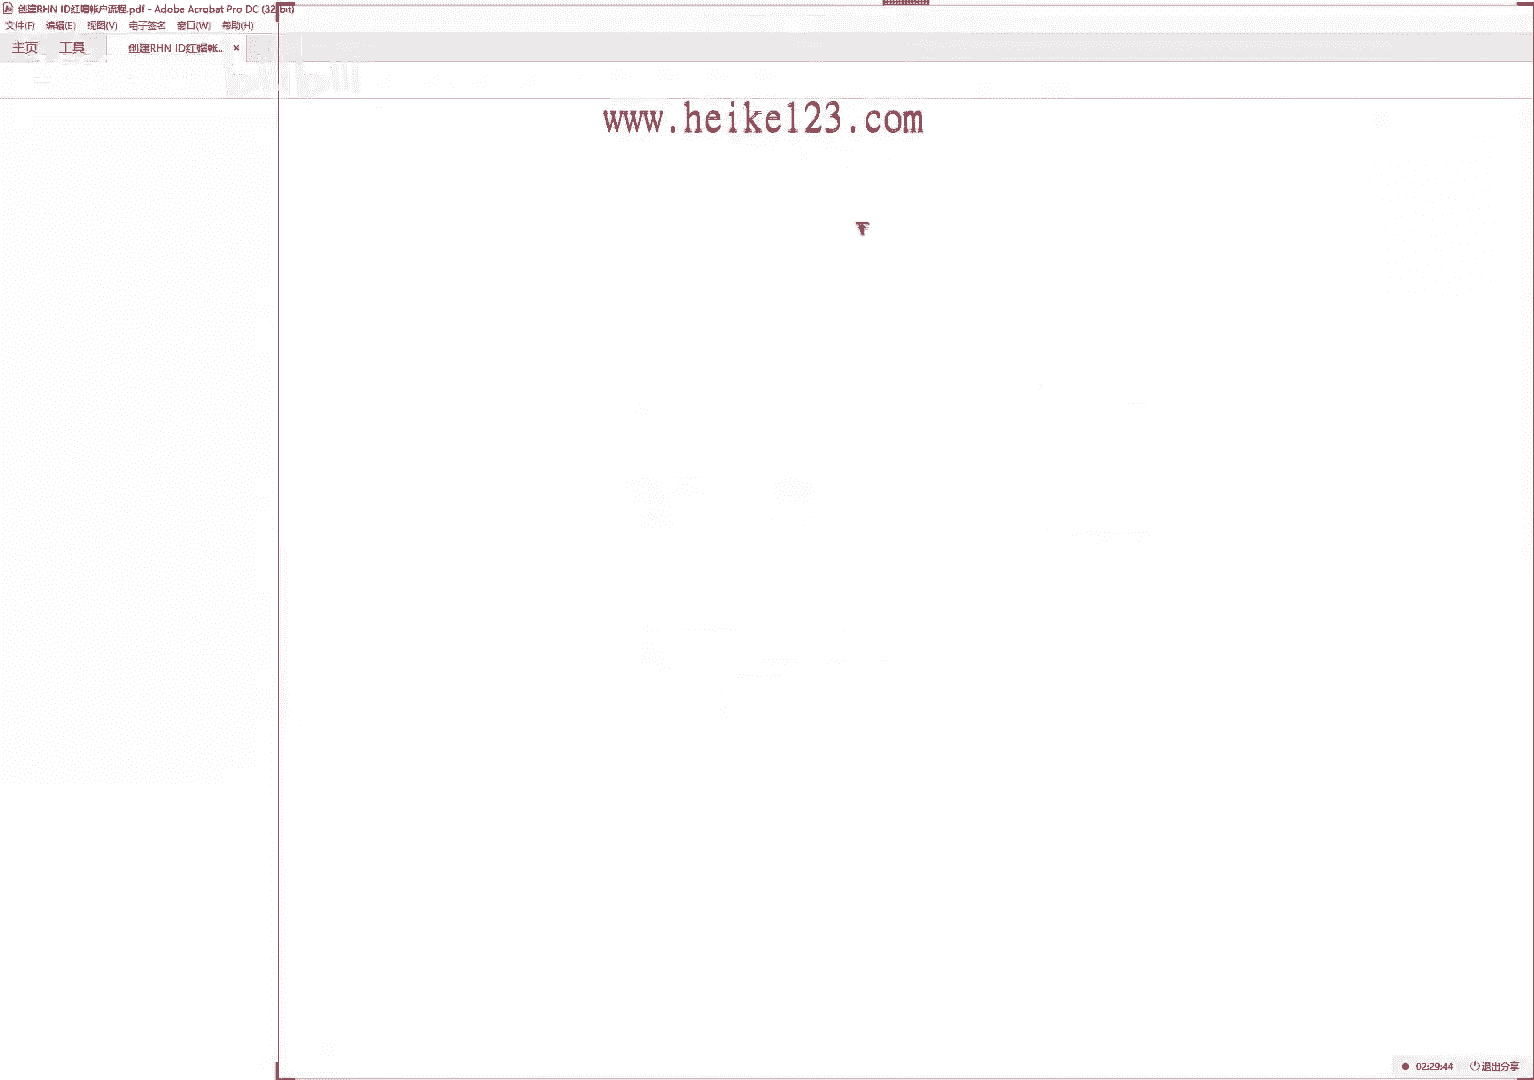 创建RHN ID红帽帐户流程.pdf - Adobe Acrobat Pro DC (32-bit)
文件(F) 编辑(E) 视图(V) 电子签名 窗口(W) 帮助(H)
主页 工具 创建RHN ID红帽帐... ×
www.heike123.com
02:29:44 退出分享